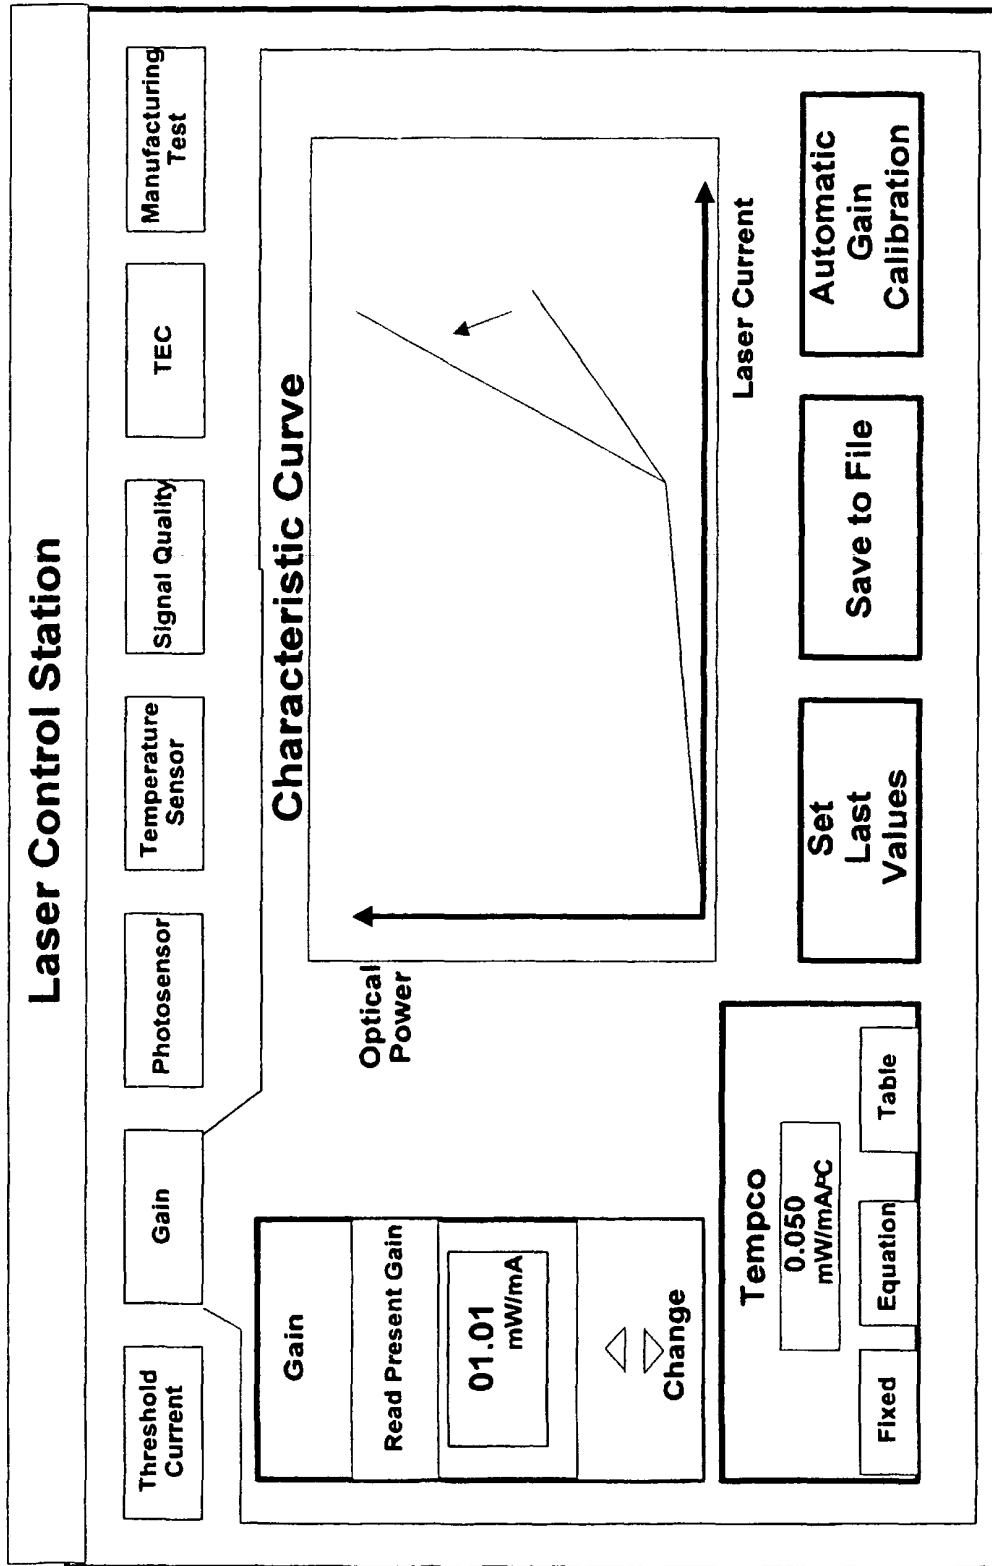 Laser Control Station
Threshold
Current
Gain
Photosensor
Temperature
Sensor
Signal Quality
TEC
Manufacturing
Test
Gain
Read Present Gain
01.01
mW/mA
Change
Characteristic Curve
Optical
Power
Laser Current
Tempco
0.050
mW/mA/ºC
Fixed
Equation
Table
Set
Last
Values
Save to File
Automatic
Gain
Calibration